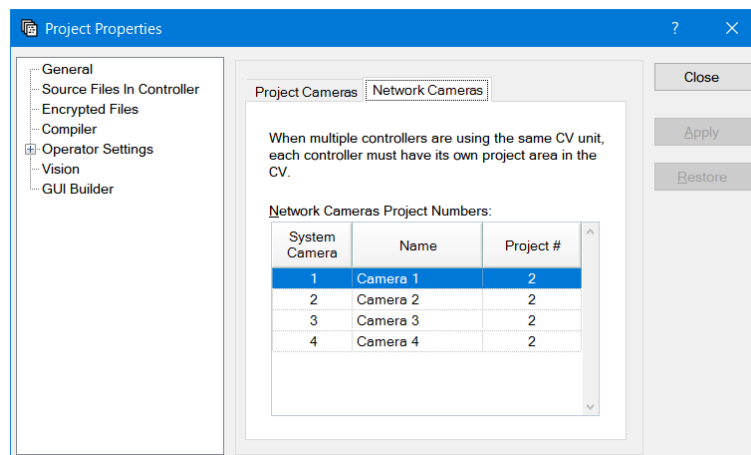 Project Properties
?
General
Source Files In Controller
Encrypted Files
Compiler
Operator Settings
Vision
GUI Builder
Project Cameras
Network Cameras
When multiple controllers are using the same CV unit,
each controller must have its own project area in the
CV.
Network Cameras Project Numbers:
System Camera Name Project #
1 Camera 1 2
2 Camera 2 2
3 Camera 3 2
4 Camera 4 2
Close
Apply
Restore